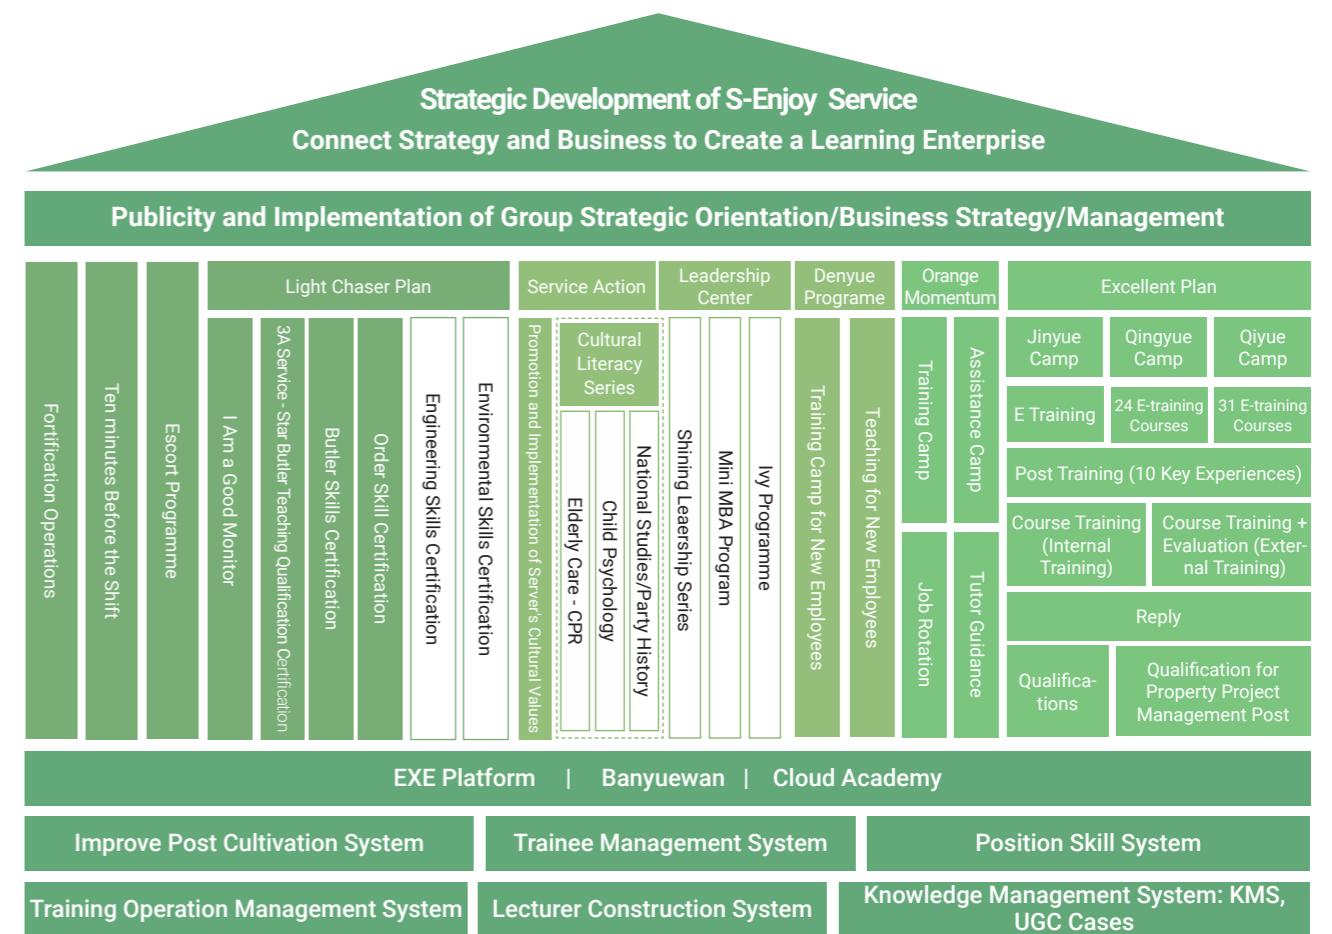 Strategic Development of S-Enjoy Service
Connect Strategy and Business to Create a Learning Enterprise
Publicity and Implementation of Group Strategic Orientation/Business Strategy/Management
Fortification Operations
Ten minutes Before the Shift
Escort Programme
Light Chaser Plan
I Am a Good Monitor
3A Service - Star Butler Teaching Qualification Certification
Butler Skills Certification
Order Skill Certification
Engineering Skills Certification
Environmental Skills Certification
Service Action
Promotion and Implementation of Server's Cultural Values
Cultural
Literacy
Series
Elderly Care - CPR
Child Psychology
National Studies/Party History
Leadership
Center
Shining Leaership Series
Mini MBA Program
Ivy Programme
Denyue
Programe
Training Camp for New Employees
Teaching for New Employees
Orange
Momentum
Training Camp
Assistance Camp
Job Rotation
Tutor Guidance
Excellent Plan
Jinyue
Camp
Qingyue
Camp
Qiyue
Camp
E Training
24 E-training
Courses
31 E-training
Courses
Post Training (10 Key Experiences)
Course Training
(Internal
Training)
Course Training +
Evaluation (Exter-
nal Training)
Reply
Qualifica-
tions
Qualification for
Property Project
Management Post
EXE Platform | Banyuewan | Cloud Academy
Improve Post Cultivation System
Trainee Management System
Position Skill System
Training Operation Management System
Lecturer Construction System
Knowledge Management System: KMS,
UGC Cases